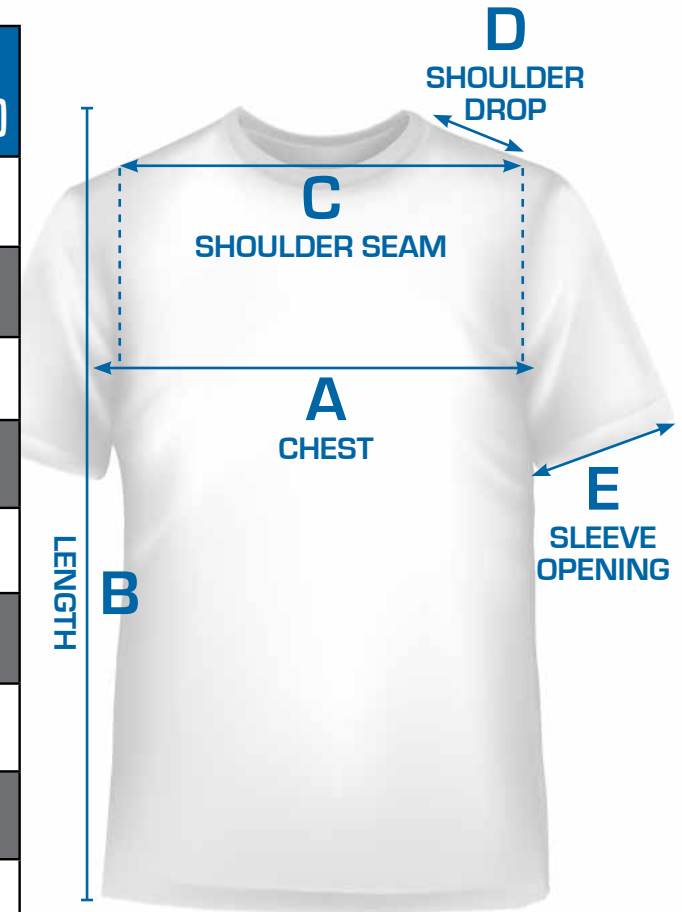 D
SHOULDER
DROP
C
SHOULDER SEAM
A
CHEST
E
SLEEVE
OPENING
LENGTH
B